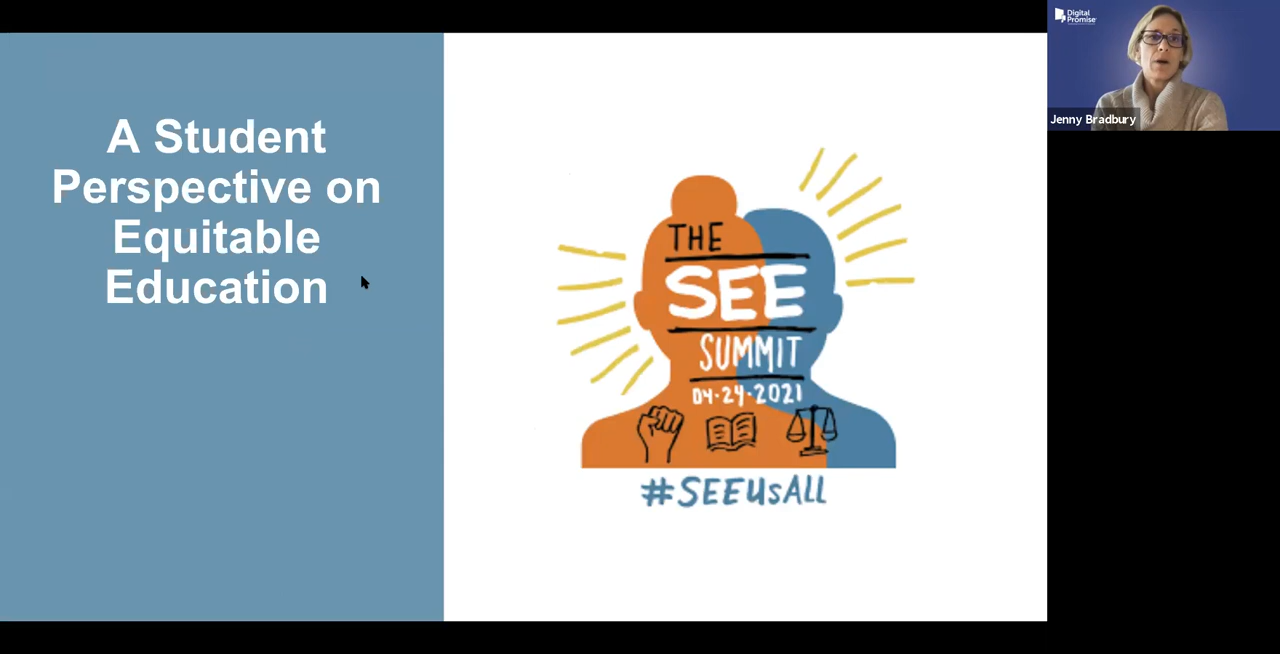 A Student
Perspective on
Equitable
Education
THE
SEE
SUMMIT
04-24-2021
#SEEUsALL
Digital
Promise
Jenny Bradbury